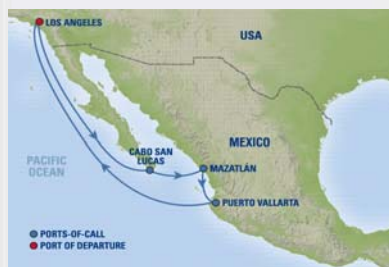 LOS ANGELES
USA
MEXICO
PACIFIC
OCEAN
CABO SAN
LUCAS
MAZATLÁN
PUERTO VALLARTA
PORTS-OF-CALL
PORT OF DEPARTURE